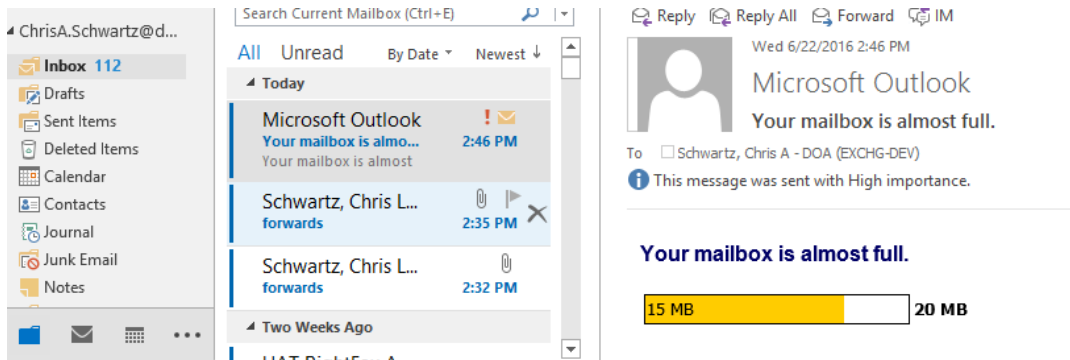 ChrisA.Schwartz@d...
Inbox 112
Drafts
Sent Items
Deleted Items
Calendar
Contacts
Journal
Junk Email
Notes
Search Current Mailbox (Ctrl+E)
All Unread By Date Newest
Today
Microsoft Outlook
Your mailbox is almo... 2:46 PM
Your mailbox is almost
Schwartz, Chris L...
forwards 2:35 PM
Schwartz, Chris L...
forwards 2:32 PM
Two Weeks Ago
Reply Reply All Forward IM
Wed 6/22/2016 2:46 PM
Microsoft Outlook
Your mailbox is almost full.
To Schwartz, Chris A - DOA (EXCHG-DEV)
This message was sent with High importance.
Your mailbox is almost full.
15 MB 20 MB